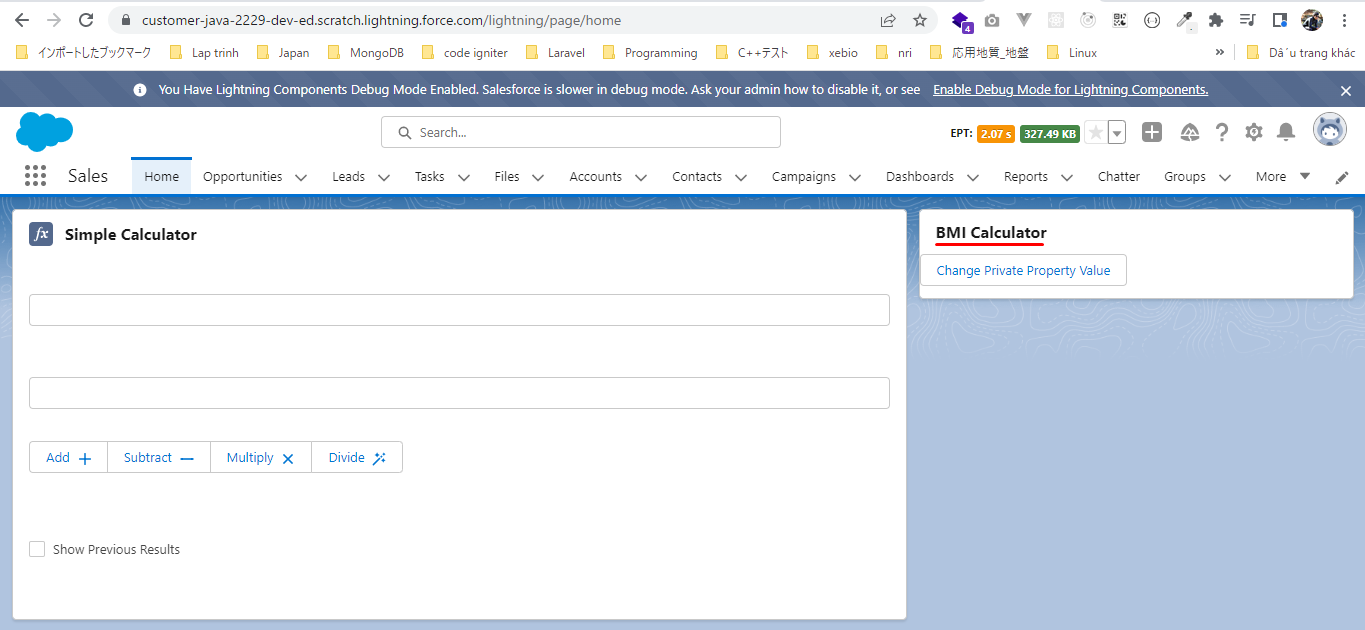 customer-java-2229-dev-ed.scratch.lightning.force.com/lightning/page/home
4
インポートしたブックマーク Lap trinh Japan MongoDB code igniter Laravel Programming C++テスト xebio nri 応用地質_地盤 Linux » Dấu trang khác
You Have Lightning Components Debug Mode Enabled. Salesforce is slower in debug mode. Ask your admin how to disable it, or see Enable Debug Mode for Lightning Components.
Search...
EPT: 2.07 s 327.49 KB
Sales Home Opportunities Leads Tasks Files Accounts Contacts Campaigns Dashboards Reports Chatter Groups More
fx Simple Calculator
BMI Calculator
Change Private Property Value
Add Subtract Multiply Divide
Show Previous Results